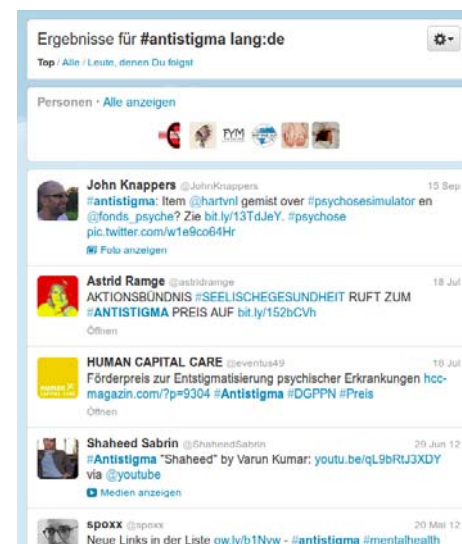 Ergebnisse für #antistigma lang:de
Top / Alle / Leute, denen Du folgst
Personen · Alle anzeigen
FYM
John Knappers @JohnKnappers 15 Sep
#antistigma: Item @hartvnl gemist over #psychosesimulator en
@fonds_psyche? Zie bit.ly/13TdJeY. #psychose
pic.twitter.com/w1e9co64Hr
Foto anzeigen
Astrid Ramge @astridramge 18 Jul
AKTIONSBÜNDNIS #SEELISCHEGESUNDHEIT RUFT ZUM
#ANTISTIGMA PREIS AUF bit.ly/152bCVh
Öffnen
HUMAN CAPITAL CARE @eventus49 16 Jul
Förderpreis zur Entstigmatisierung psychischer Erkrankungen hcc-
magazin.com/?p=9304 #Antistigma #DGPPN #Preis
Öffnen
Shaheed Sabrin @ShaheedSabrin 29 Jun 12
#Antistigma "Shaheed" by Varun Kumar: youtu.be/qL9bRtJ3XDY
via @youtube
Medien anzeigen
spoxx @spoxx 20 Mai 12
Neue Links in der Liste ow.ly/b1Nyw - #antistigma #mentalhealth